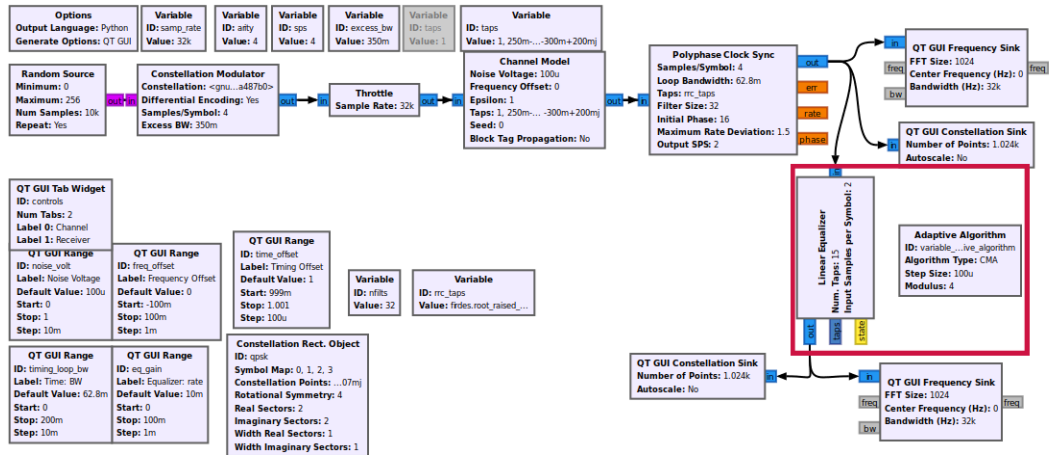 Options
Output Language: Python
Generate Options: QT GUI
Variable
ID: samp_rate
Value: 32k
Variable
ID: arity
Value: 4
Variable
ID: sps
Value: 4
Variable
ID: excess_bw
Value: 350m
Variable
ID: taps
Value: 1
Variable
ID: taps
Value: 1, 250m-... -300m+200mj
Random Source
Minimum: 0
Maximum: 256
Num Samples: 10k
Repeat: Yes
out
in
Constellation Modulator
Constellation: <gnu...a487b0>
Differential Encoding: Yes
Samples/Symbol: 4
Excess BW: 350m
out
in
Throttle
Sample Rate: 32k
out
in
Channel Model
Noise Voltage: 100u
Frequency Offset: 0
Epsilon: 1
Taps: 1, 250m-... -300m+200mj
Seed: 0
Block Tag Propagation: No
out
in
Polyphase Clock Sync
Samples/Symbol: 4
Loop Bandwidth: 62.8m
Taps: rrc_taps
Filter Size: 32
Initial Phase: 16
Maximum Rate Deviation: 1.5
Output SPS: 2
out
err
rate
phase
in
freq
bw
QT GUI Frequency Sink
FFT Size: 1024
Center Frequency (Hz): 0
Bandwidth (Hz): 32k
freq
in
QT GUI Constellation Sink
Number of Points: 1.024k
Autoscale: No
in
Linear Equalizer
Num. Taps: 15
Input Samples per Symbol: 2
out
taps
state
Adaptive Algorithm
ID: variable_...ive_algorithm
Algorithm Type: CMA
Step Size: 100u
Modulus: 4
QT GUI Tab Widget
ID: controls
Num Tabs: 2
Label 0: Channel
Label 1: Receiver
QT GUI Range
ID: noise_volt
Label: Noise Voltage
Default Value: 100u
Start: 0
Stop: 1
Step: 10m
QT GUI Range
ID: freq_offset
Label: Frequency Offset
Default Value: 0
Start: -100m
Stop: 100m
Step: 1m
QT GUI Range
ID: time_offset
Label: Timing Offset
Default Value: 1
Start: 999m
Stop: 1.001
Step: 100u
Variable
ID: nfilts
Value: 32
Variable
ID: rrc_taps
Value: firdes.root_raised_...
QT GUI Range
ID: timing_loop_bw
Label: Time: BW
Default Value: 62.8m
Start: 0
Stop: 200m
Step: 10m
QT GUI Range
ID: eq_gain
Label: Equalizer: rate
Default Value: 10m
Start: 0
Stop: 100m
Step: 1m
Constellation Rect. Object
ID: qpsk
Symbol Map: 0, 1, 2, 3
Constellation Points: ...07mj
Rotational Symmetry: 4
Real Sectors: 2
Imaginary Sectors: 2
Width Real Sectors: 1
Width Imaginary Sectors: 1
QT GUI Constellation Sink
Number of Points: 1.024k
Autoscale: No
in
in
freq
bw
QT GUI Frequency Sink
FFT Size: 1024
Center Frequency (Hz): 0
Bandwidth (Hz): 32k
freq